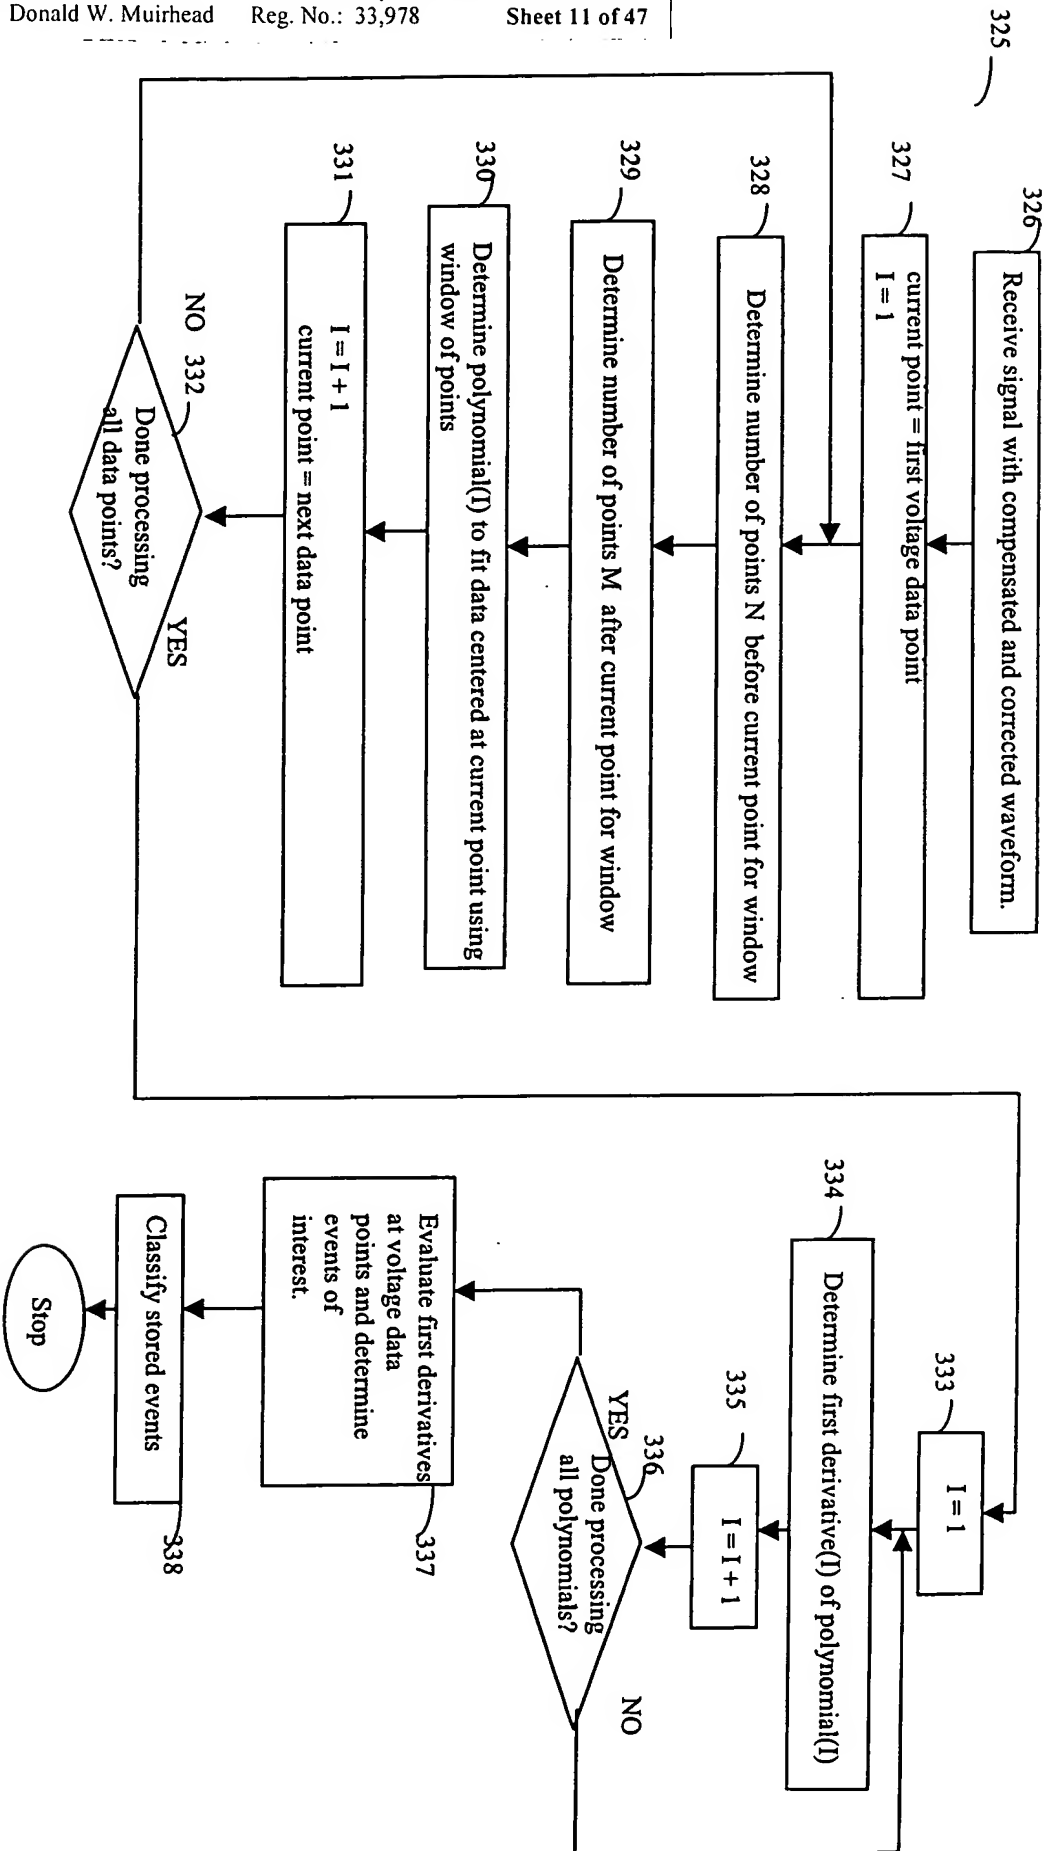 Donald W. Muirhead Reg. No.: 33,978 Sheet 11 of 47
325
326
Receive signal with compensated and corrected waveform.
327
current point = first voltage data point
I = 1
328
Determine number of points N before current point for window
329
Determine number of points M after current point for window
330
Determine polynomial(I) to fit data centered at current point using
window of points
331
I = I + 1
current point = next data point
NO 332
Done processing
all data points?
YES
333
I = 1
334
Determine first derivative(I) of polynomial(I)
335
I = I + 1
336
YES
Done processing
all polynomials?
NO
Evaluate first derivatives
at voltage data
points and determine
events of
interest.
337
Classify stored events
338
Stop